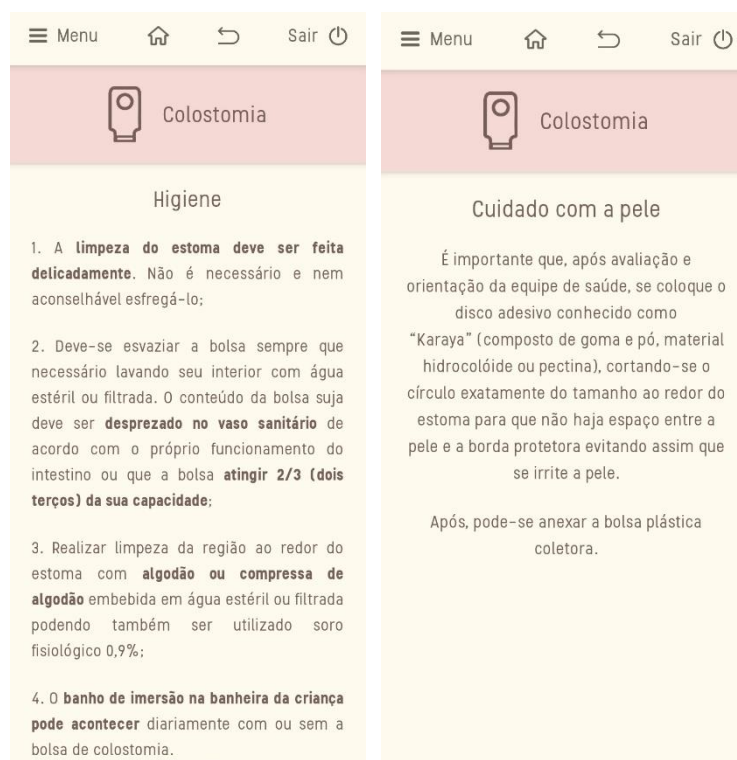 Menu
Sair
Colostomia
Higiene
1. A limpeza do estoma deve ser feita
delicadamente. Não é necessário e nem
aconselhável esfregá-lo;
2. Deve-se esvaziar a bolsa sempre que
necessário lavando seu interior com água
estéril ou filtrada. O conteúdo da bolsa suja
deve ser desprezado no vaso sanitário de
acordo com o próprio funcionamento do
intestino ou que a bolsa atingir 2/3 (dois
terços) da sua capacidade;
3. Realizar limpeza da região ao redor do
estoma com algodão ou compressa de
algodão embebida em água estéril ou filtrada
podendo também ser utilizado soro
fisiológico 0,9%;
4. O banho de imersão na banheira da criança
pode acontecer diariamente com ou sem a
bolsa de colostomia.
Menu
Sair
Colostomia
Cuidado com a pele
É importante que, após avaliação e
orientação da equipe de saúde, se coloque o
disco adesivo conhecido como
“Karaya” (composto de goma e pó, material
hidrocolóide ou pectina), cortando-se o
círculo exatamente do tamanho ao redor do
estoma para que não haja espaço entre a
pele e a borda protetora evitando assim que
se irrite a pele.
Após, pode-se anexar a bolsa plástica
coletora.